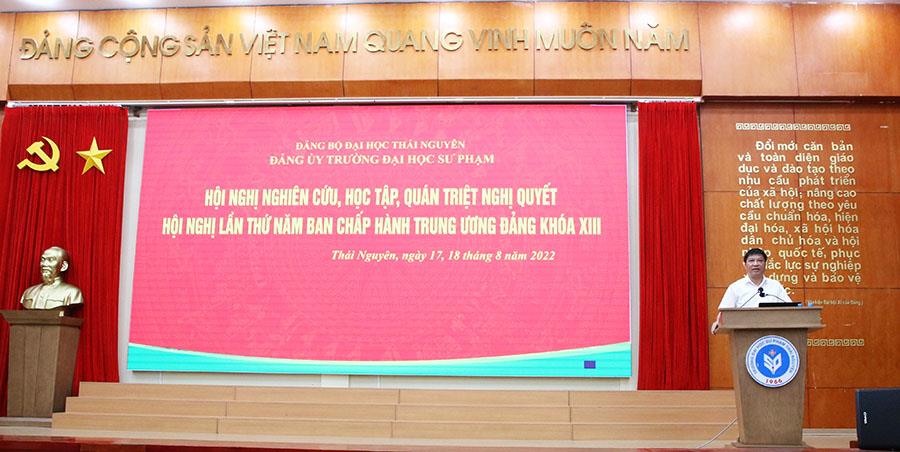 ĐẢNG CỘNG SẢN VIỆT NAM QUANG VINH MUÔN NĂM
ĐẢNG BỘ ĐẠI HỌC THÁI NGUYÊN
ĐẢNG ỦY TRƯỜNG ĐẠI HỌC SƯ PHẠM
HỘI NGHỊ NGHIÊN CỨU, HỌC TẬP, QUÁN TRIỆT NGHỊ QUYẾT
HỘI NGHỊ LẦN THỨ NĂM BAN CHẤP HÀNH TRUNG ƯƠNG ĐẢNG KHÓA XIII
Thái Nguyên, ngày 17, 18 tháng 8 năm 2022
Đổi mới căn bản
và toàn diện giáo
dục và đào tạo theo
nhu cầu phát triển
của xã hội; nâng cao
chất lượng theo yêu
cầu chuẩn hóa, hiện
đại hóa, xã hội hóa
dân chủ hóa và hội
quốc tế, phục
đắc lực sự nghiệp
dựng và bảo vệ
1966